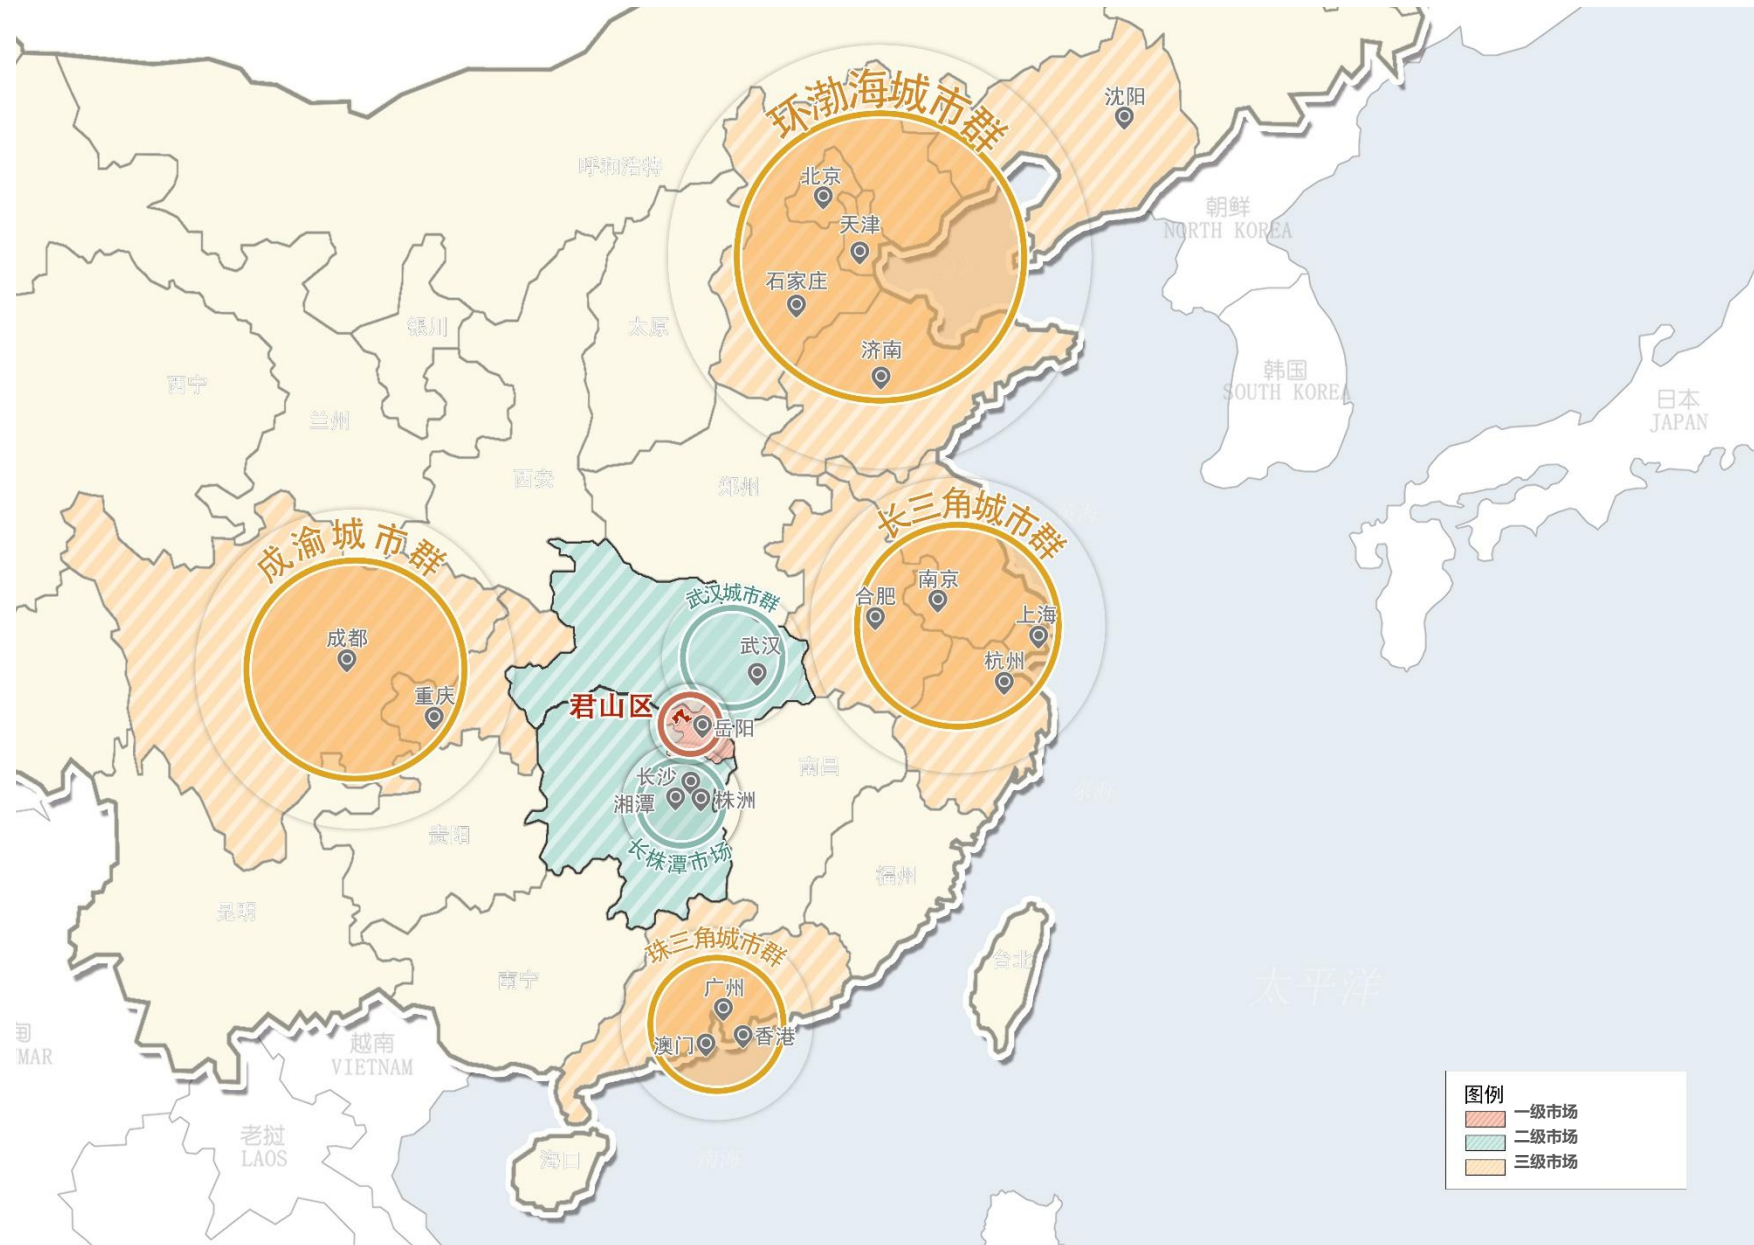 环渤海城市群
沈阳
呼和浩特
北京
天津
石家庄
济南
朝鲜
NORTH KOREA
银川
太原
西宁
兰州
韩国
SOUTH KOREA
日本
JAPAN
西安
郑州
长三角城市群
成渝城市群
南京
合肥
上海
杭州
武汉城市群
武汉
成都
重庆
君山区
岳阳
长沙
湘潭
株洲
长株潭市场
南昌
贵阳
福州
昆明
珠三角城市群
广州
香港
澳门
南宁
台北
太平洋
MAR
越南
VIETNAM
老挝
LAOS
海口
南海
东海
图例
一级市场
二级市场
三级市场